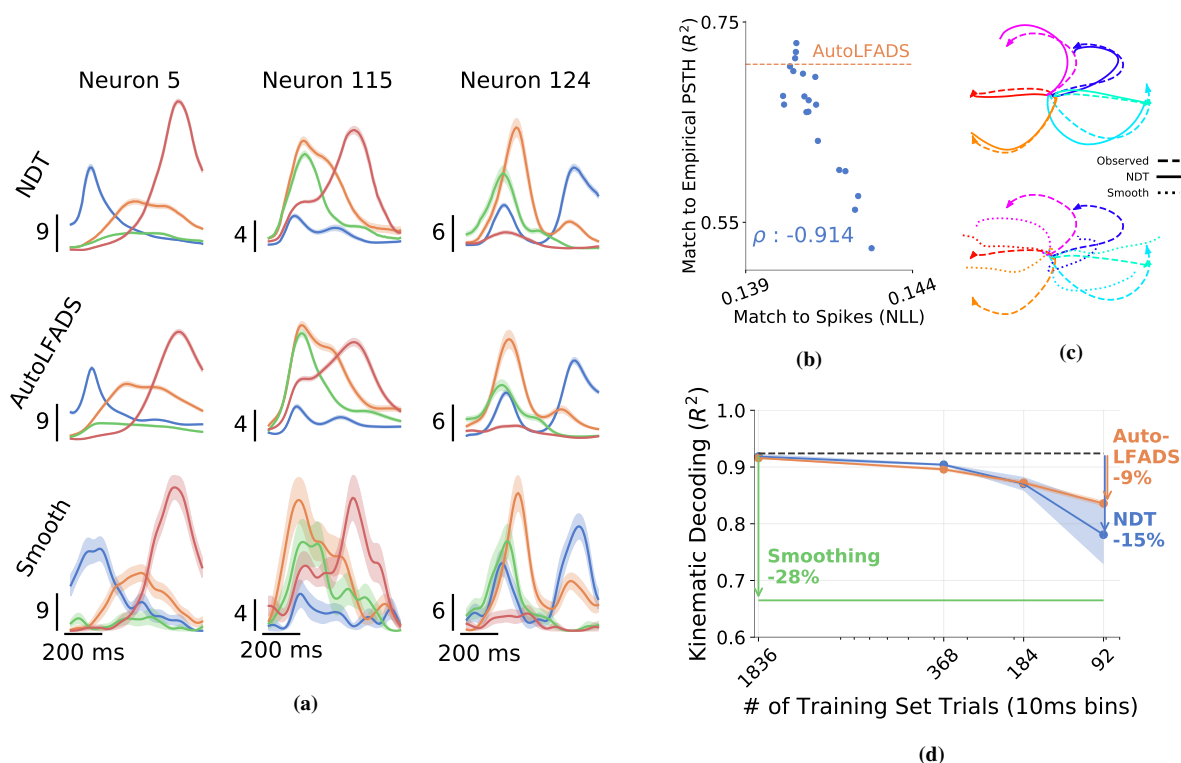 Neuron 5
Neuron 115
Neuron 124
NDT
9
4
6
AutoLFADS
9
4
6
Smooth
9
4
6
200 ms
200 ms
200 ms
(a)
Match to Empirical PSTH (R²)
0.75
0.55
AutoLFADS
ρ : -0.914
0.139
0.144
Match to Spikes (NLL)
(b)
Observed
NDT
Smooth
(c)
Kinematic Decoding (R²)
1.0
0.9
0.8
0.7
0.6
Auto-
LFADS
-9%
NDT
-15%
Smoothing
-28%
1836
368
184
92
# of Training Set Trials (10ms bins)
(d)